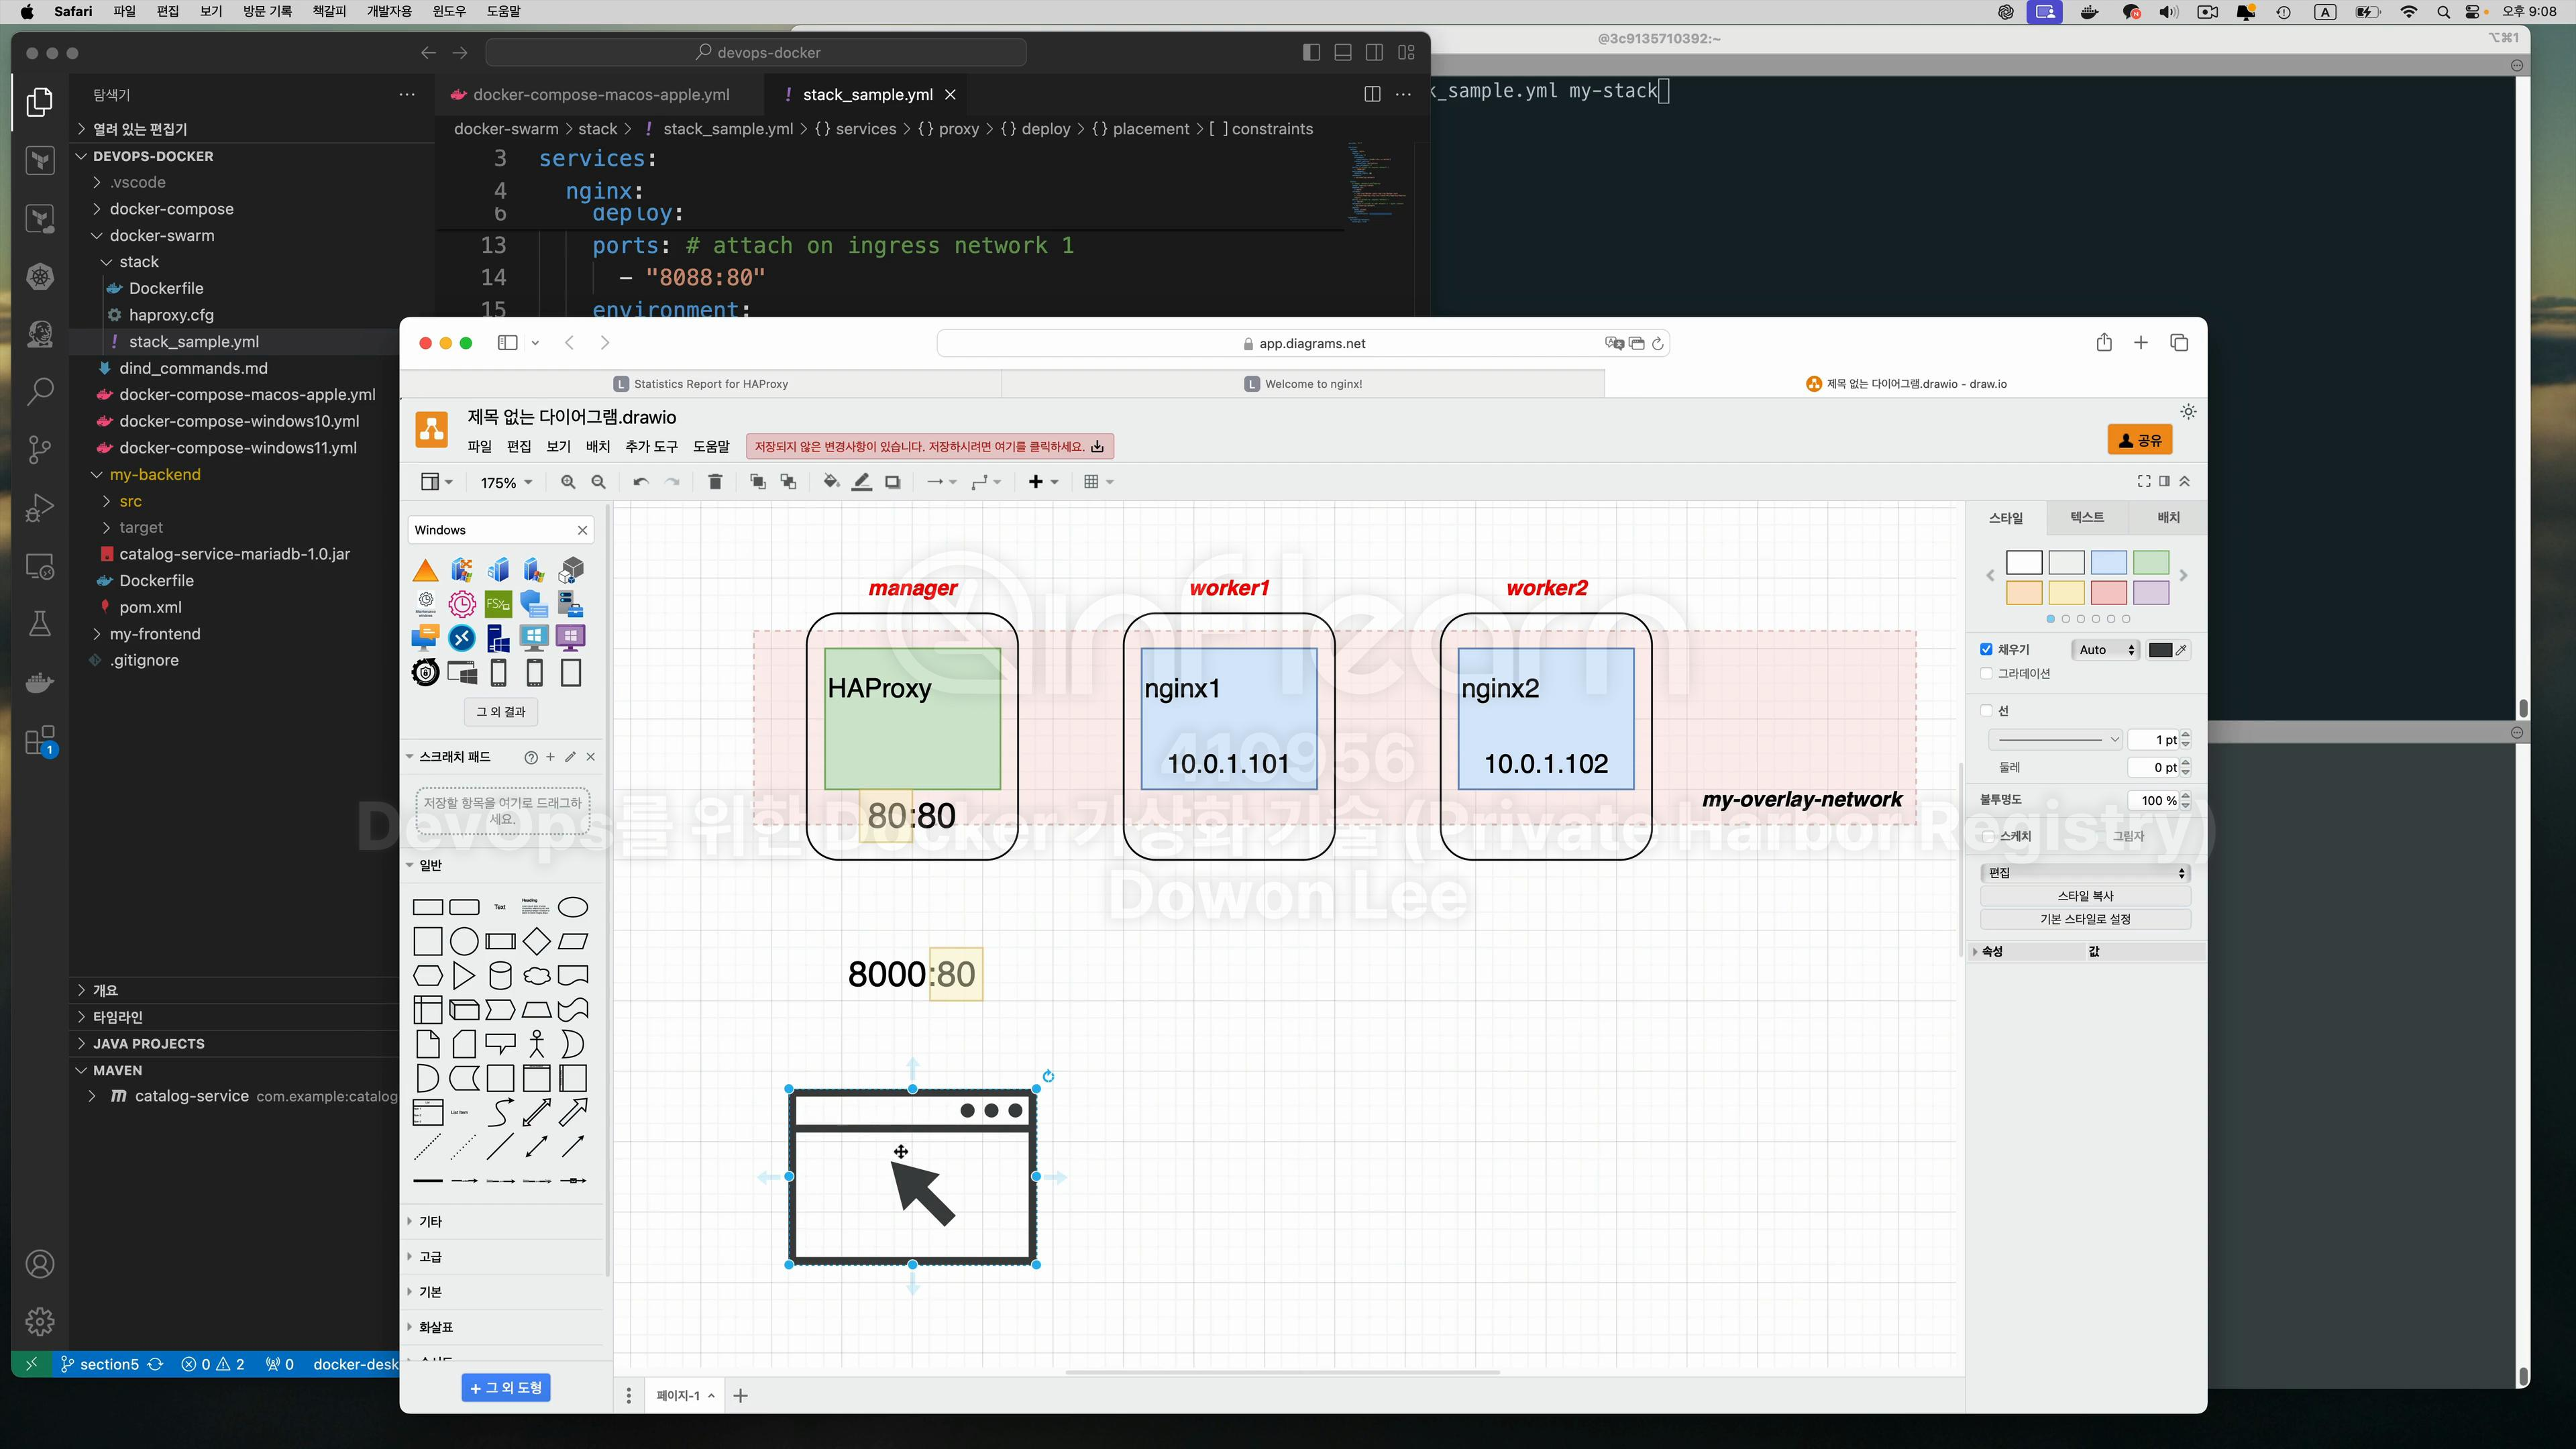 Safari 파일 편집 보기 방문 기록 책갈피 개발자용 윈도우 도움말
A
오후 9:08
@3c9135710392:~
⌥⌘1
devops-docker
k_sample.yml my-stack
탐색기
열려 있는 편집기
DEVOPS-DOCKER
.vscode
docker-compose
docker-swarm
stack
Dockerfile
haproxy.cfg
stack_sample.yml
dind_commands.md
docker-compose-macos-apple.yml
docker-compose-windows10.yml
docker-compose-windows11.yml
my-backend
src
target
catalog-service-mariadb-1.0.jar
Dockerfile
pom.xml
my-frontend
.gitignore
개요
타임라인
JAVA PROJECTS
MAVEN
catalog-service com.example:catalog
1
section5 0 2 0 docker-desk
docker-compose-macos-apple.yml
stack_sample.yml
docker-swarm > stack > ! stack_sample.yml > {} services > {} proxy > {} deploy > {} placement > [ ] constraints
3 services:
4 nginx:
6 deploy:
13 ports: # attach on ingress network 1
14 - "8088:80"
15 environment:
app.diagrams.net
L Statistics Report for HAProxy
L Welcome to nginx!
제목 없는 다이어그램.drawio - draw.io
제목 없는 다이어그램.drawio
파일 편집 보기 배치 추가 도구 도움말
저장되지 않은 변경사항이 있습니다. 저장하시려면 여기를 클릭하세요.
공유
175%
Windows
그 외 결과
스크래치 패드
저장할 항목을 여기로 드래그하
세요.
일반
Text
Heading
List Item
기타
고급
기본
화살표
그 외 도형
manager
worker1
worker2
HAProxy
nginx1
nginx2
10.0.1.101
10.0.1.102
80:80
my-overlay-network
8000:80
페이지-1
스타일 텍스트 배치
채우기
Auto
그라데이션
선
1 pt
둘레
0 pt
불투명도
100 %
스케치
그림자
편집
스타일 복사
기본 스타일로 설정
속성 값
inflearn
410956
DevOps를 위한 Docker 가상화 기술 (Private Harbor Registry)
Dowon Lee